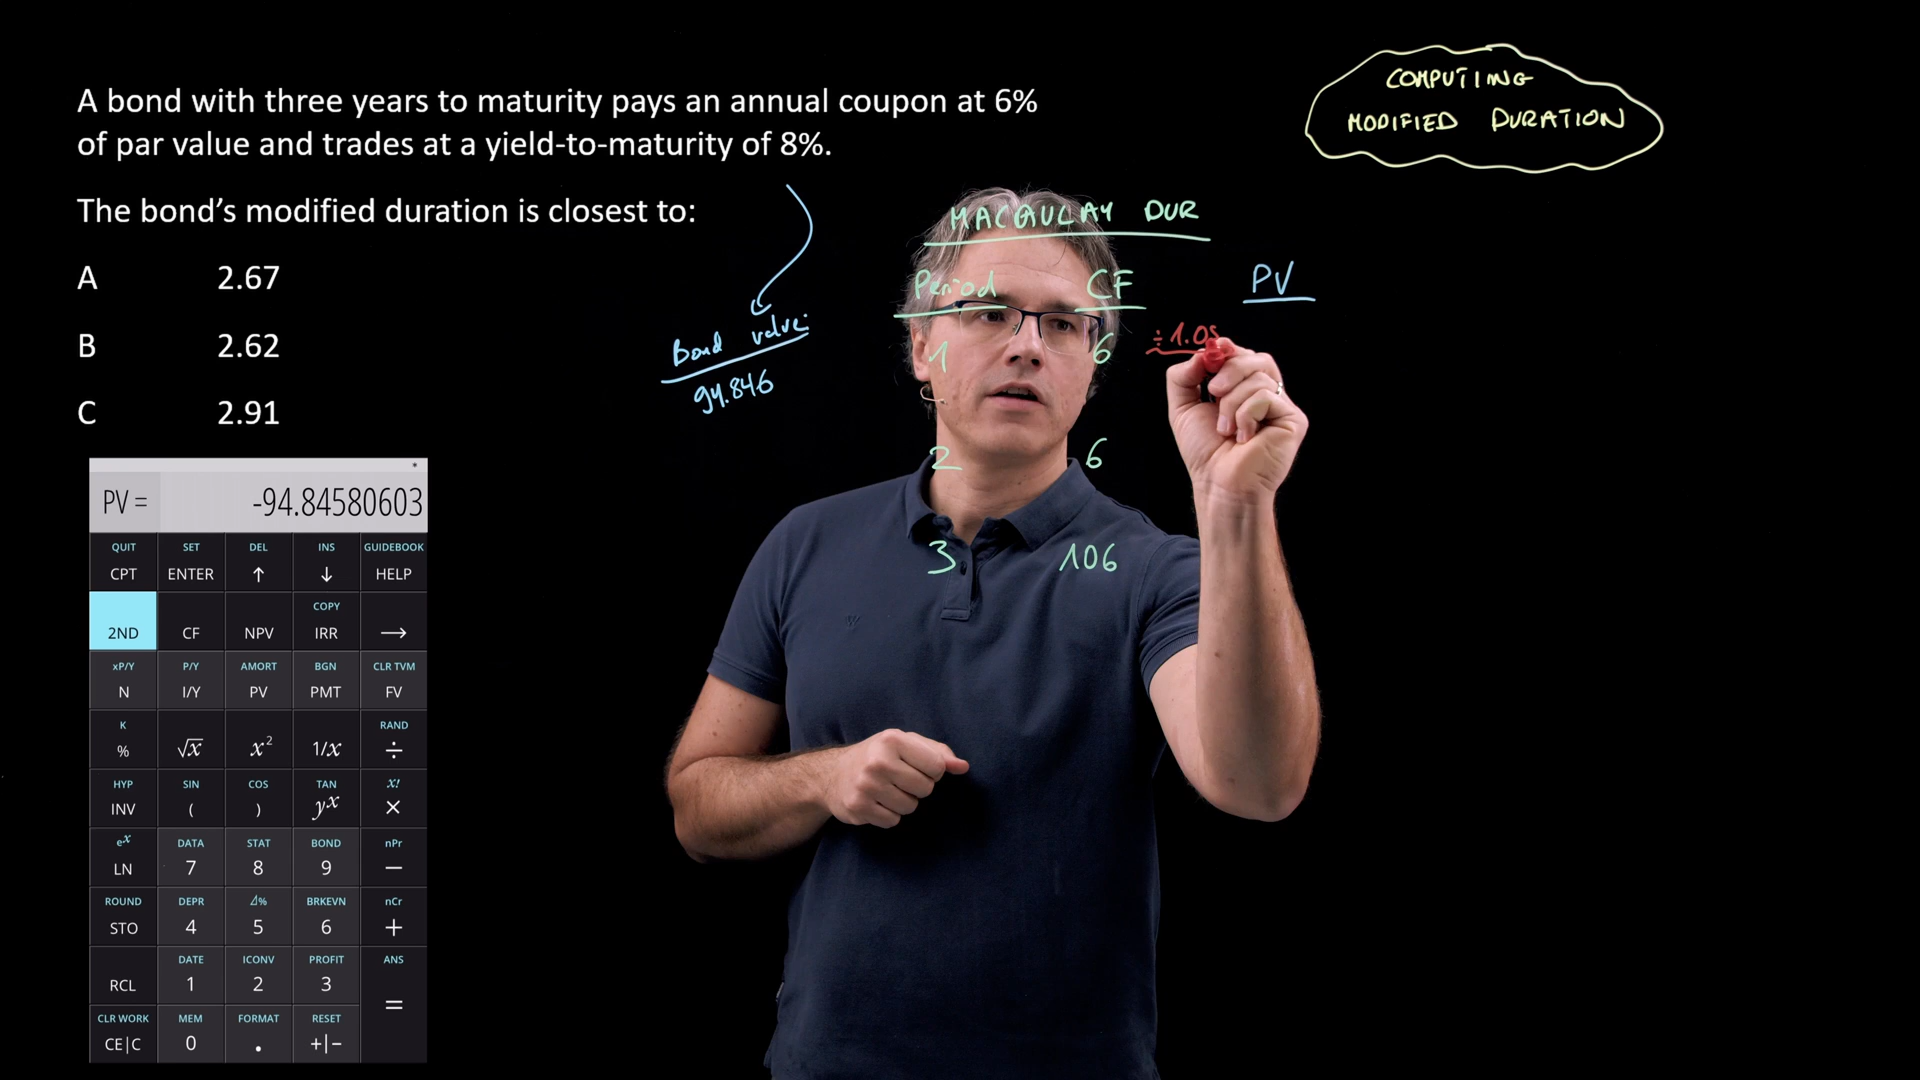 A bond with three years to maturity pays an annual coupon at 6%
of par value and trades at a yield-to-maturity of 8%.
The bond's modified duration is closest to:
A 2.67
B 2.62
C 2.91
COMPUTING
MODIFIED DURATION
MACAULAY DUR
Period CF PV
Bond value:
94.846
1 6 ÷1.08
2 6
3 106
PV = -94.84580603
QUIT SET DEL INS GUIDEBOOK
CPT ENTER ↑ ↓ HELP
COPY
2ND CF NPV IRR →
xP/Y P/Y AMORT BGN CLR TVM
N I/Y PV PMT FV
K RAND
% √x x² 1/x ÷
HYP SIN COS TAN x!
INV ( ) yˣ ×
eˣ DATA STAT BOND nPr
LN 7 8 9 −
ROUND DEPR Δ% BRKEVN nCr
STO 4 5 6 +
DATE ICONV PROFIT ANS
RCL 1 2 3 =
CLR WORK MEM FORMAT RESET
CE|C 0 . +|−